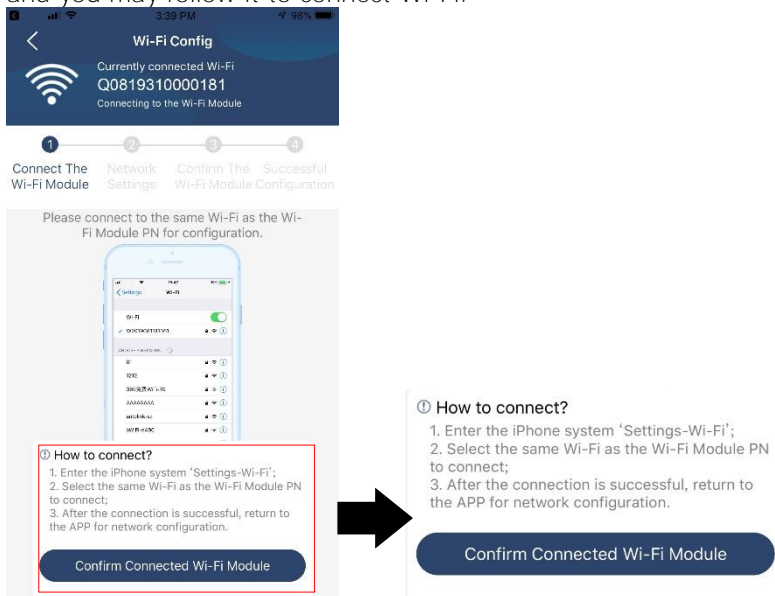 and you may follow it to connect Wi-Fi.
3:39 PM 98%
Wi-Fi Config
Currently connected Wi-Fi
Q0819310000181
Connecting to the Wi-Fi Module
1 2 3 4
Connect The Network Confirm The Successful
Wi-Fi Module Settings Wi-Fi Module Configuration
Please connect to the same Wi-Fi as the Wi-
Fi Module PN for configuration.
Settings Wi-Fi
Wi-Fi
1212
AAAAAAAA
How to connect?
1. Enter the iPhone system ‘Settings-Wi-Fi’;
2. Select the same Wi-Fi as the Wi-Fi Module PN
to connect;
3. After the connection is successful, return to
the APP for network configuration.
Confirm Connected Wi-Fi Module
How to connect?
1. Enter the iPhone system ‘Settings-Wi-Fi’;
2. Select the same Wi-Fi as the Wi-Fi Module PN
to connect;
3. After the connection is successful, return to
the APP for network configuration.
Confirm Connected Wi-Fi Module